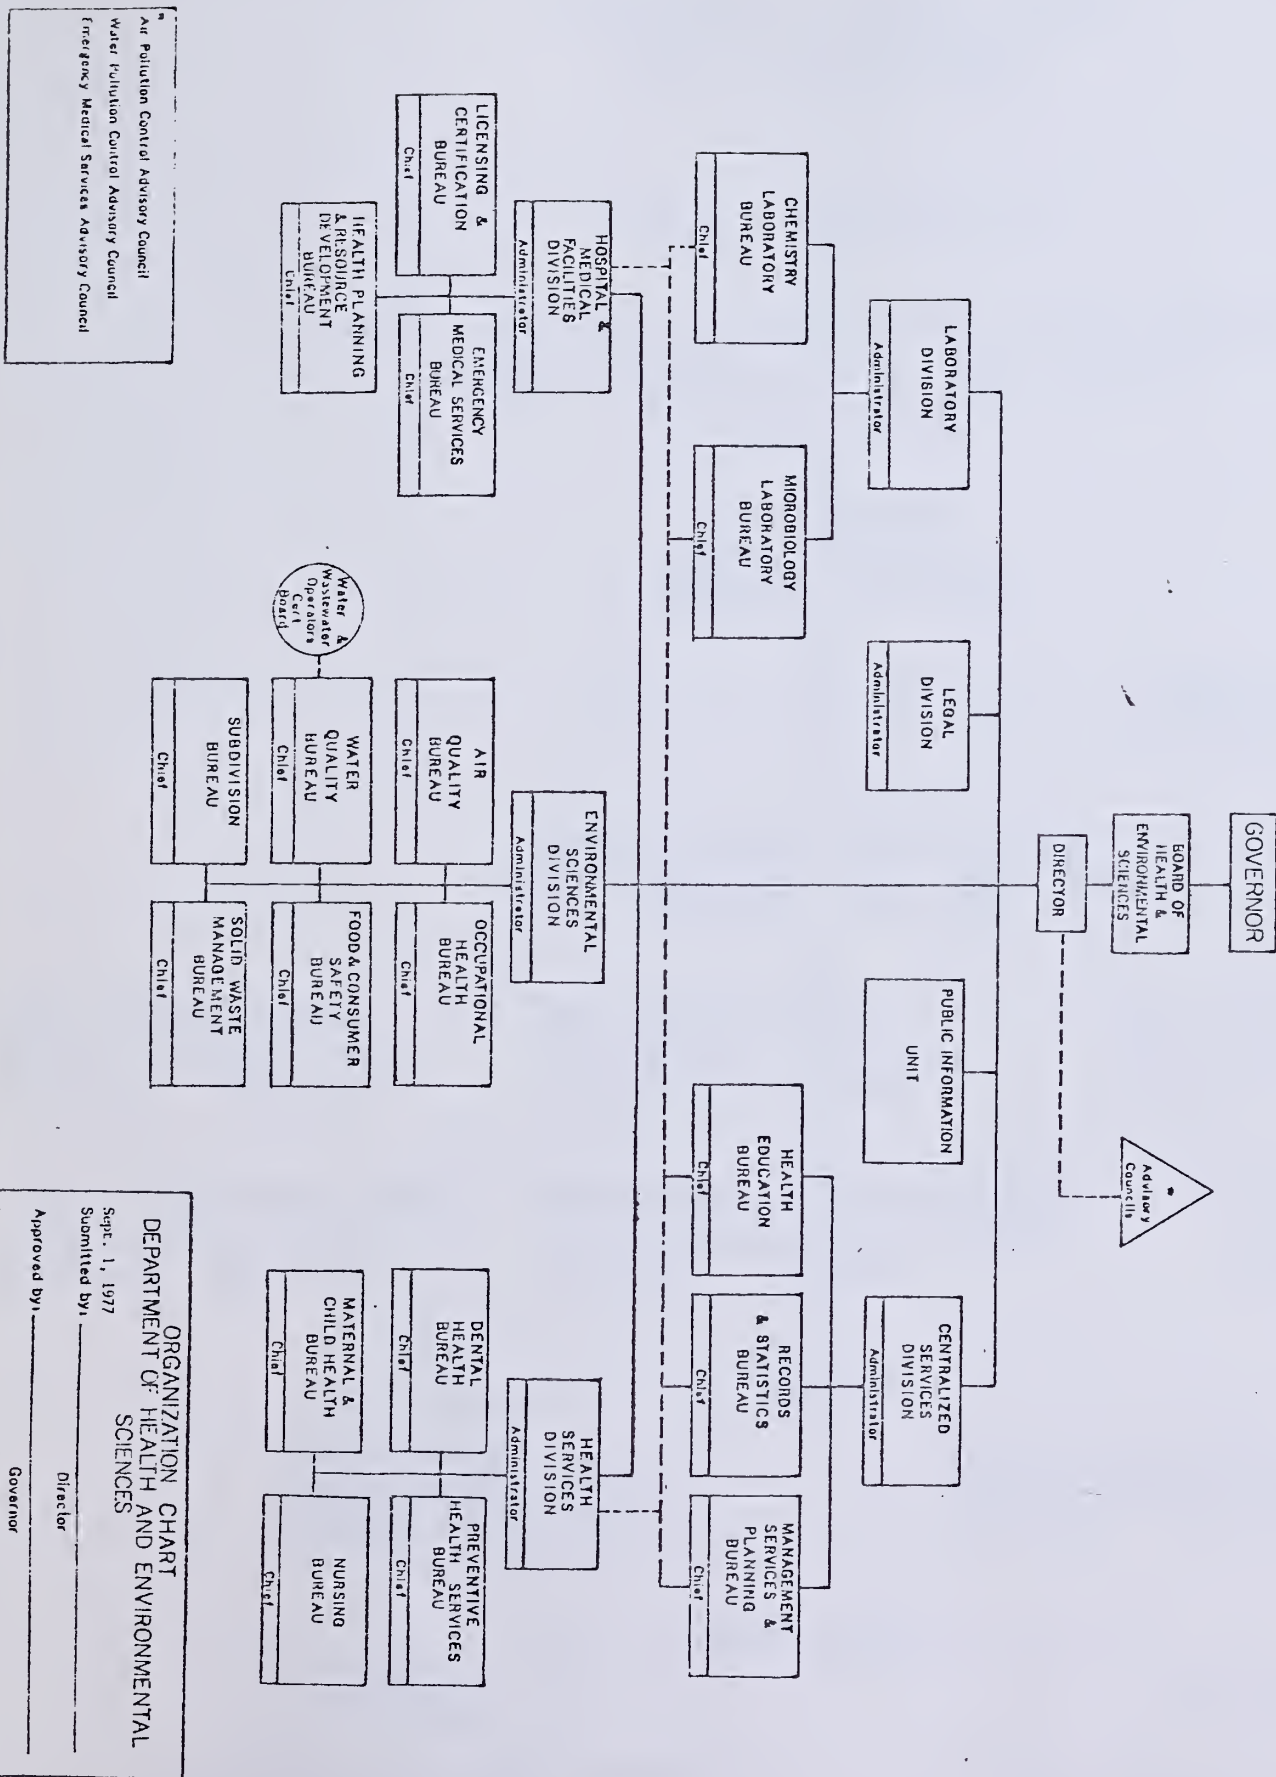 GOVERNOR
BOARD OF
HEALTH &
ENVIRONMENTAL
SCIENCES
DIRECTOR
*
Advisory
Councils
LABORATORY
DIVISION
Administrator
LEGAL
DIVISION
Administrator
PUBLIC INFORMATION
UNIT
CENTRALIZED
SERVICES
DIVISION
Administrator
CHEMISTRY
LABORATORY
BUREAU
Chief
MICROBIOLOGY
LABORATORY
BUREAU
Chief
HEALTH
EDUCATION
BUREAU
Chief
RECORDS
& STATISTICS
BUREAU
Chief
MANAGEMENT
SERVICES &
PLANNING
BUREAU
Chief
HOSPITAL &
MEDICAL
FACILITIES
DIVISION
Administrator
ENVIRONMENTAL
SCIENCES
DIVISION
Administrator
HEALTH
SERVICES
DIVISION
Administrator
LICENSING &
CERTIFICATION
BUREAU
Chief
EMERGENCY
MEDICAL SERVICES
BUREAU
Chief
HEALTH PLANNING
& RESOURCE
DEVELOPMENT
BUREAU
Chief
AIR
QUALITY
BUREAU
Chief
OCCUPATIONAL
HEALTH
BUREAU
Chief
Water &
Wastewater
Operators
Cert
Board
WATER
QUALITY
BUREAU
Chief
FOOD & CONSUMER
SAFETY
BUREAU
Chief
SUBDIVISION
BUREAU
Chief
SOLID WASTE
MANAGEMENT
BUREAU
Chief
DENTAL
HEALTH
BUREAU
Chief
PREVENTIVE
HEALTH SERVICES
BUREAU
Chief
MATERNAL &
CHILD HEALTH
BUREAU
Chief
NURSING
BUREAU
Chief
*
Air Pollution Control Advisory Council
Water Pollution Control Advisory Council
Emergency Medical Services Advisory Council
ORGANIZATION CHART
DEPARTMENT OF HEALTH AND ENVIRONMENTAL
SCIENCES
Sept. 1, 1977
Submitted by:
Director
Approved by:
Governor